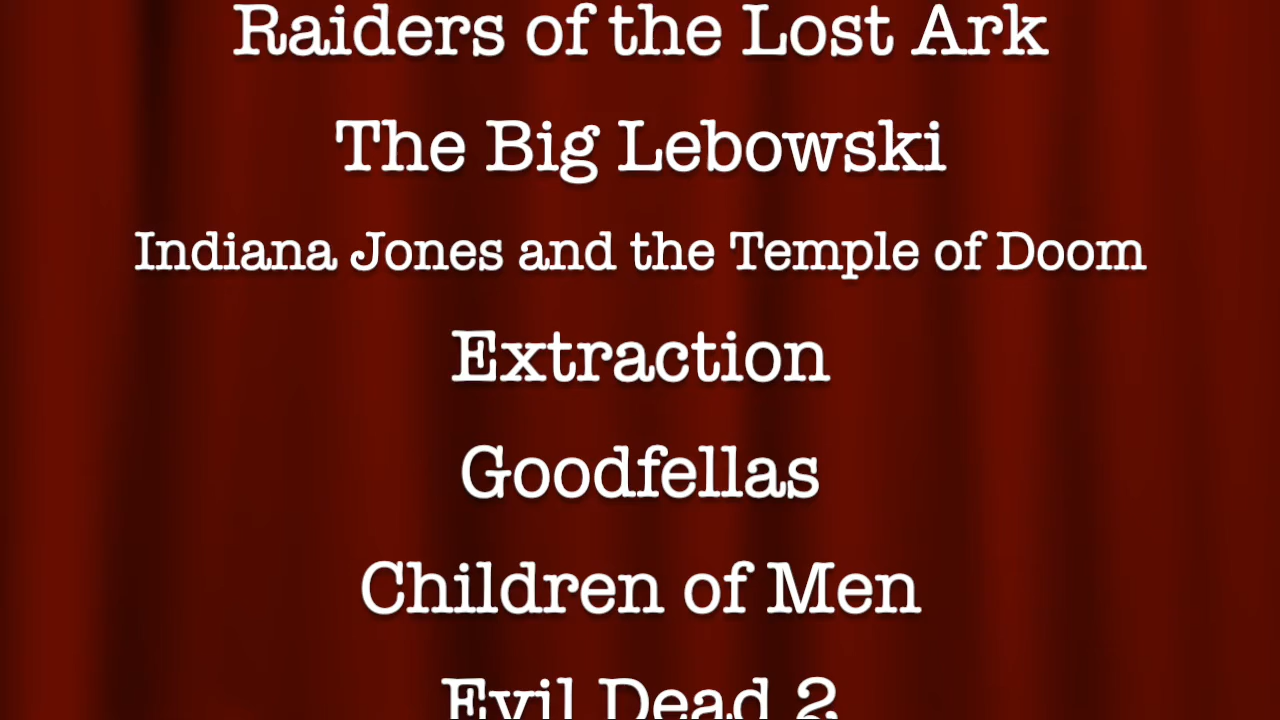 Raiders of the Lost Ark
The Big Lebowski
Indiana Jones and the Temple of Doom
Extraction
Goodfellas
Children of Men
Evil Dead 2